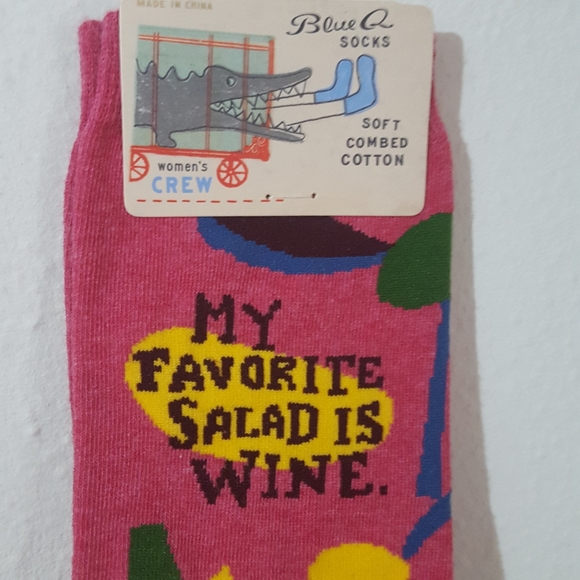 MADE IN CHINA
Blue Q
SOCKS
SOFT
COMBED
COTTON
women's
CREW
MY
FAVORITE
SALAD IS
WINE.